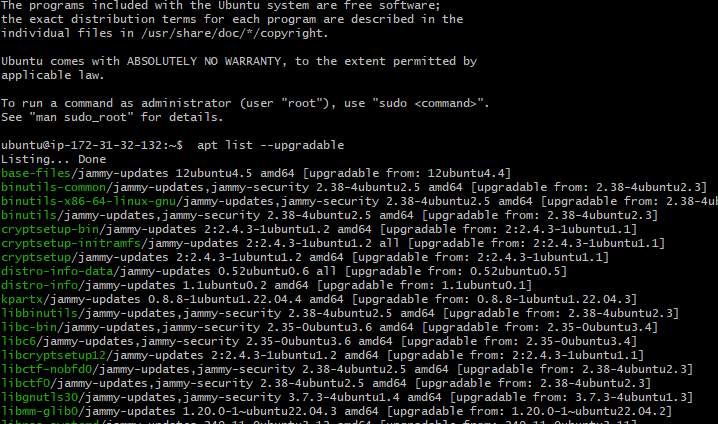 The programs included with the Ubuntu system are free software;
the exact distribution terms for each program are described in the
individual files in /usr/share/doc/*/copyright.
Ubuntu comes with ABSOLUTELY NO WARRANTY, to the extent permitted by
applicable law.
To run a command as administrator (user "root"), use "sudo <command>".
See "man sudo_root" for details.
ubuntu@ip-172-31-32-132:~$  apt list --upgradable
Listing... Done
base-files/jammy-updates 12ubuntu4.5 amd64 [upgradable from: 12ubuntu4.4]
binutils-common/jammy-updates,jammy-security 2.38-4ubuntu2.5 amd64 [upgradable from: 2.38-4ubuntu2.3]
binutils-x86-64-linux-gnu/jammy-updates,jammy-security 2.38-4ubuntu2.5 amd64 [upgradable from: 2.38-4ub
binutils/jammy-updates,jammy-security 2.38-4ubuntu2.5 amd64 [upgradable from: 2.38-4ubuntu2.3]
cryptsetup-bin/jammy-updates 2:2.4.3-1ubuntu1.2 amd64 [upgradable from: 2:2.4.3-1ubuntu1.1]
cryptsetup-initramfs/jammy-updates 2:2.4.3-1ubuntu1.2 all [upgradable from: 2:2.4.3-1ubuntu1.1]
cryptsetup/jammy-updates 2:2.4.3-1ubuntu1.2 amd64 [upgradable from: 2:2.4.3-1ubuntu1.1]
distro-info-data/jammy-updates 0.52ubuntu0.6 all [upgradable from: 0.52ubuntu0.5]
distro-info/jammy-updates 1.1ubuntu0.2 amd64 [upgradable from: 1.1ubuntu0.1]
kpartx/jammy-updates 0.8.8-1ubuntu1.22.04.4 amd64 [upgradable from: 0.8.8-1ubuntu1.22.04.3]
libbinutils/jammy-updates,jammy-security 2.38-4ubuntu2.5 amd64 [upgradable from: 2.38-4ubuntu2.3]
libc-bin/jammy-updates,jammy-security 2.35-0ubuntu3.6 amd64 [upgradable from: 2.35-0ubuntu3.4]
libc6/jammy-updates,jammy-security 2.35-0ubuntu3.6 amd64 [upgradable from: 2.35-0ubuntu3.4]
libcryptsetup12/jammy-updates 2:2.4.3-1ubuntu1.2 amd64 [upgradable from: 2:2.4.3-1ubuntu1.1]
libctf-nobfd0/jammy-updates,jammy-security 2.38-4ubuntu2.5 amd64 [upgradable from: 2.38-4ubuntu2.3]
libctf0/jammy-updates,jammy-security 2.38-4ubuntu2.5 amd64 [upgradable from: 2.38-4ubuntu2.3]
libgnutls30/jammy-updates,jammy-security 3.7.3-4ubuntu1.4 amd64 [upgradable from: 3.7.3-4ubuntu1.3]
libmm-glib0/jammy-updates 1.20.0-1~ubuntu22.04.3 amd64 [upgradable from: 1.20.0-1~ubuntu22.04.2]